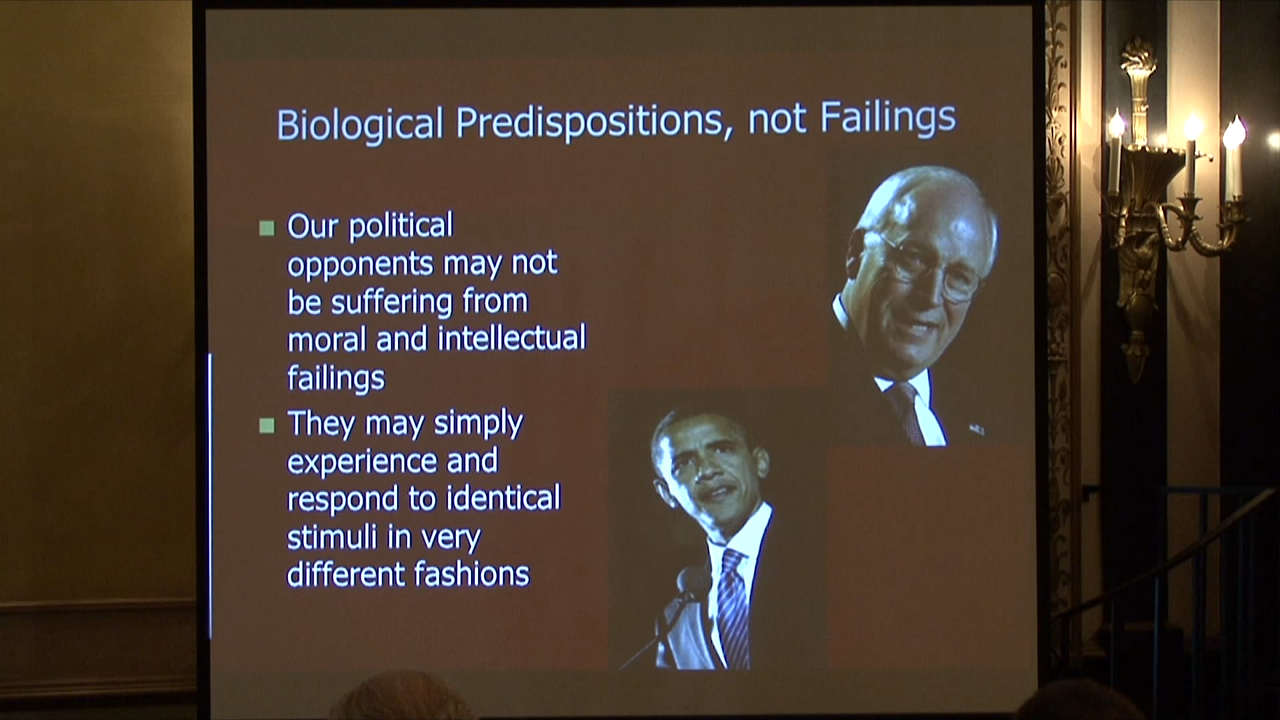 Biological Predispositions, not Failings
Our political
opponents may not
be suffering from
moral and intellectual
failings
They may simply
experience and
respond to identical
stimuli in very
different fashions